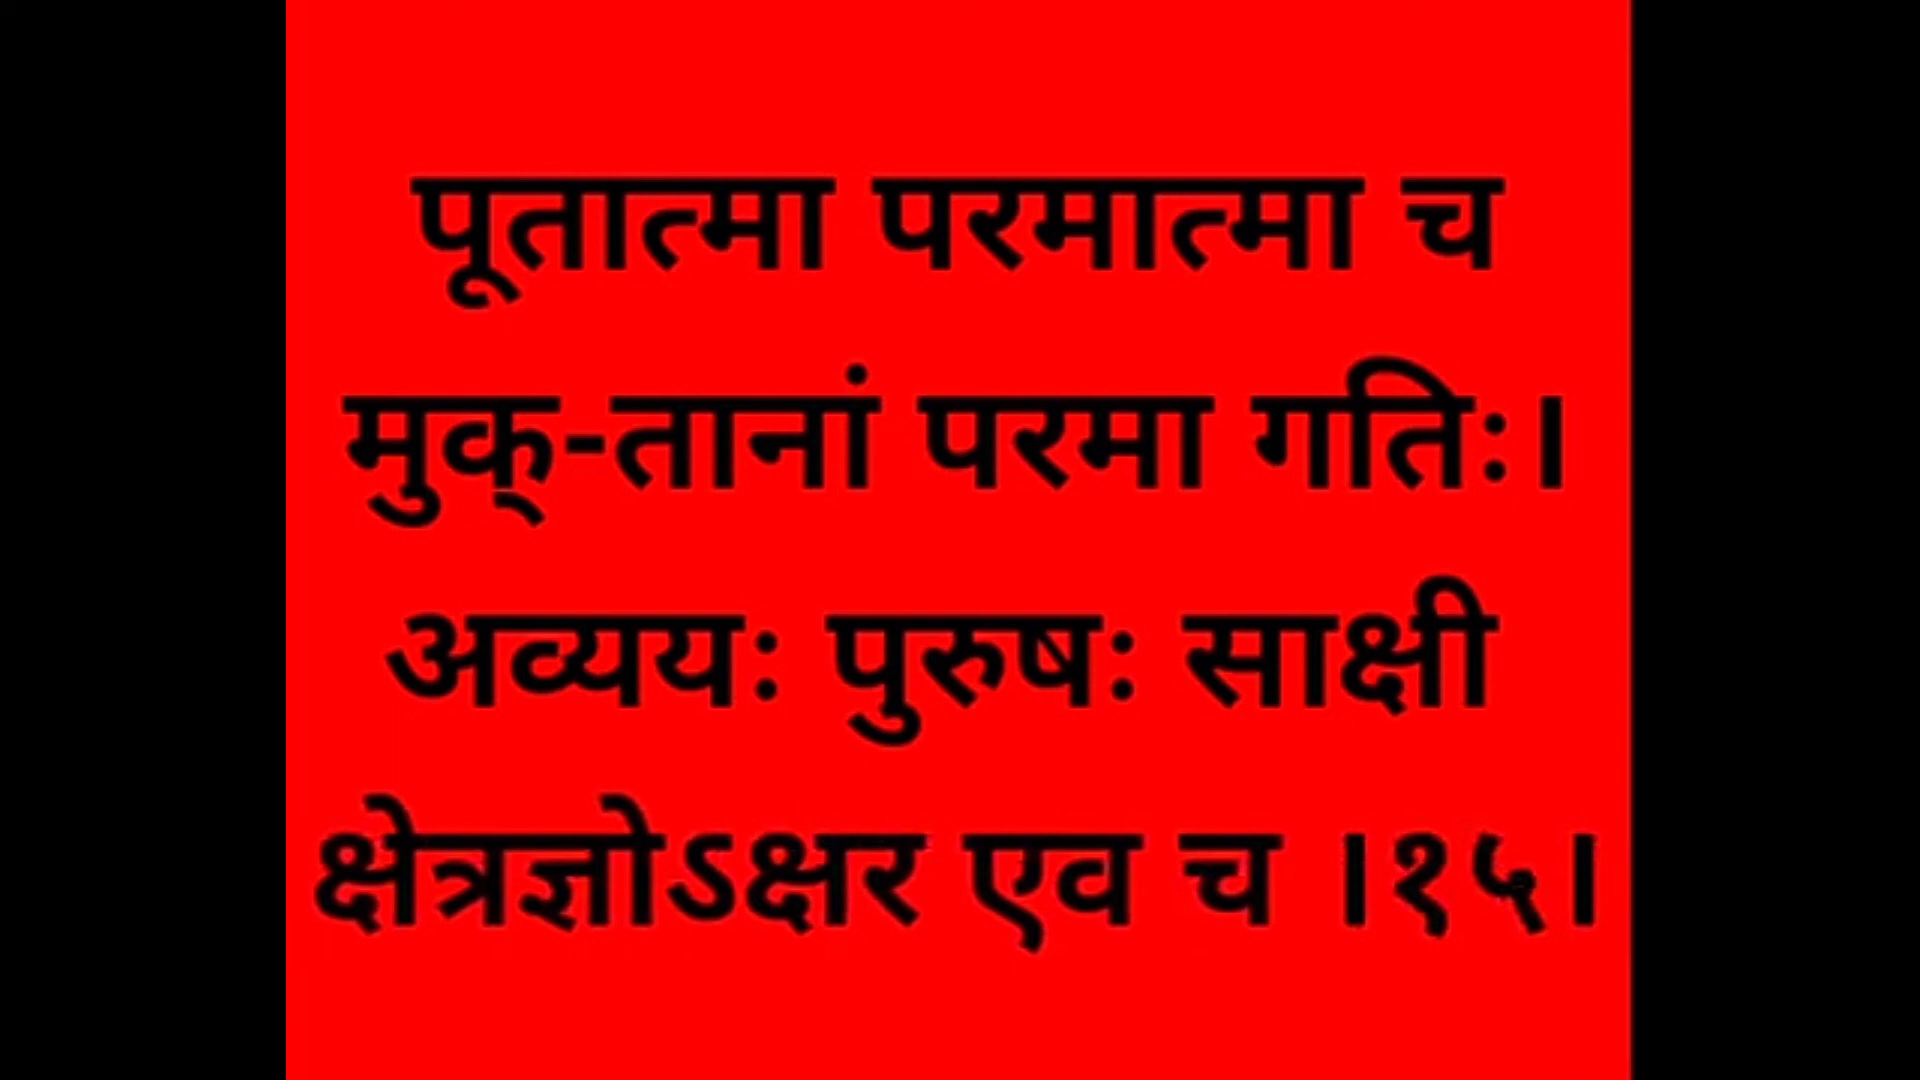 पूतात्मा परमात्मा च
मुक्-तानां परमा गतिः।
अव्ययः पुरुषः साक्षी
क्षेत्रज्ञोऽक्षर एव च ।१५।